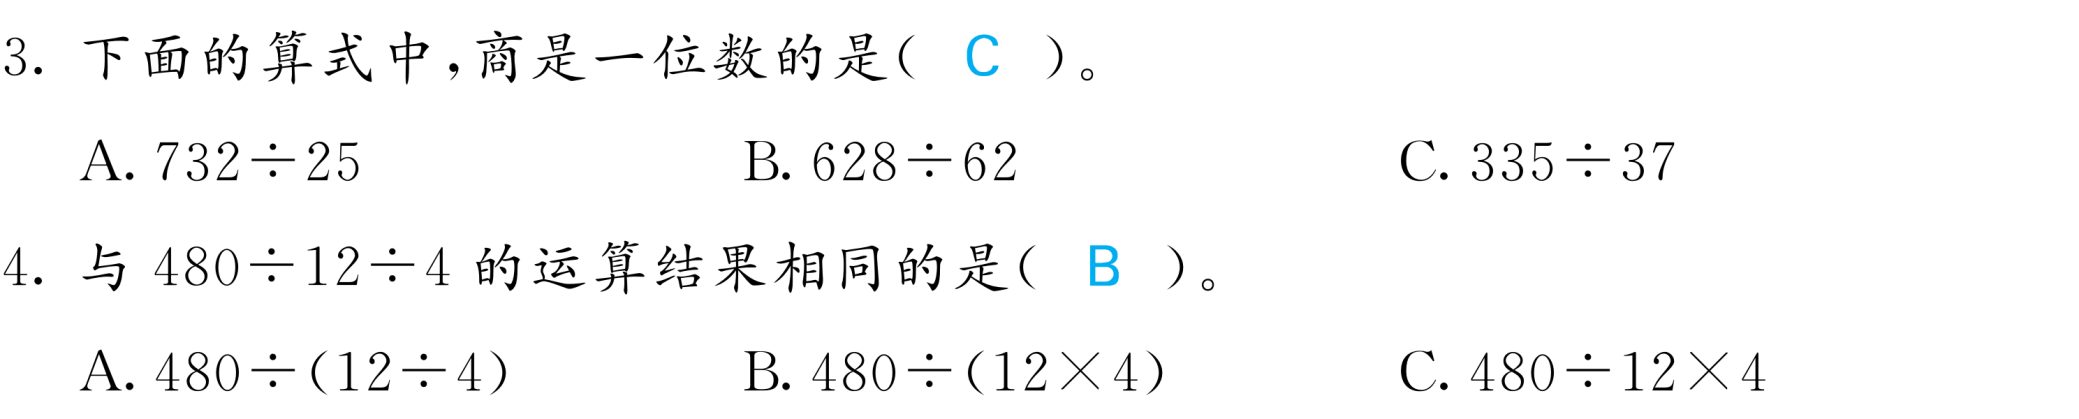 3. 下面的算式中,商是一位数的是( C )。
A. 732÷25 B. 628÷62 C. 335÷37
4. 与 480÷12÷4 的运算结果相同的是( B )。
A. 480÷(12÷4) B. 480÷(12×4) C. 480÷12×4